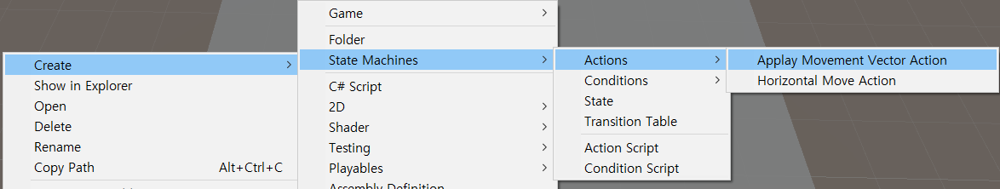 Create
Show in Explorer
Open
Delete
Rename
Copy Path Alt+Ctrl+C
Game
Folder
State Machines
C# Script
2D
Shader
Testing
Playables
Assembly Definition
Actions
Conditions
State
Transition Table
Action Script
Condition Script
Applay Movement Vector Action
Horizontal Move Action